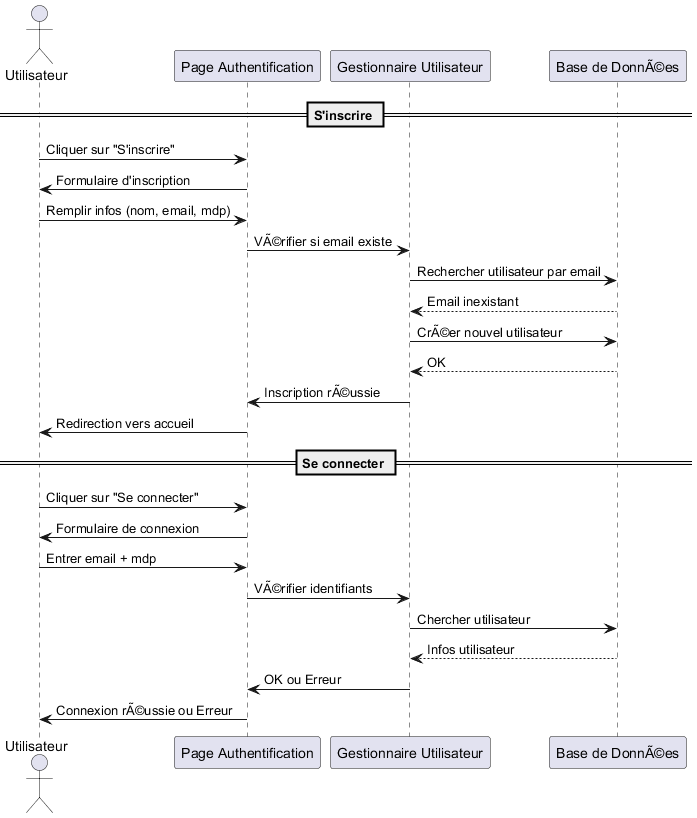 Utilisateur
Page Authentification
Gestionnaire Utilisateur
Base de DonnÃ©es
S'inscrire
Cliquer sur "S'inscrire"
Formulaire d'inscription
Remplir infos (nom, email, mdp)
VÃ©rifier si email existe
Rechercher utilisateur par email
Email inexistant
CrÃ©er nouvel utilisateur
OK
Inscription rÃ©ussie
Redirection vers accueil
Se connecter
Cliquer sur "Se connecter"
Formulaire de connexion
Entrer email + mdp
VÃ©rifier identifiants
Chercher utilisateur
Infos utilisateur
OK ou Erreur
Connexion rÃ©ussie ou Erreur
Utilisateur
Page Authentification
Gestionnaire Utilisateur
Base de DonnÃ©es